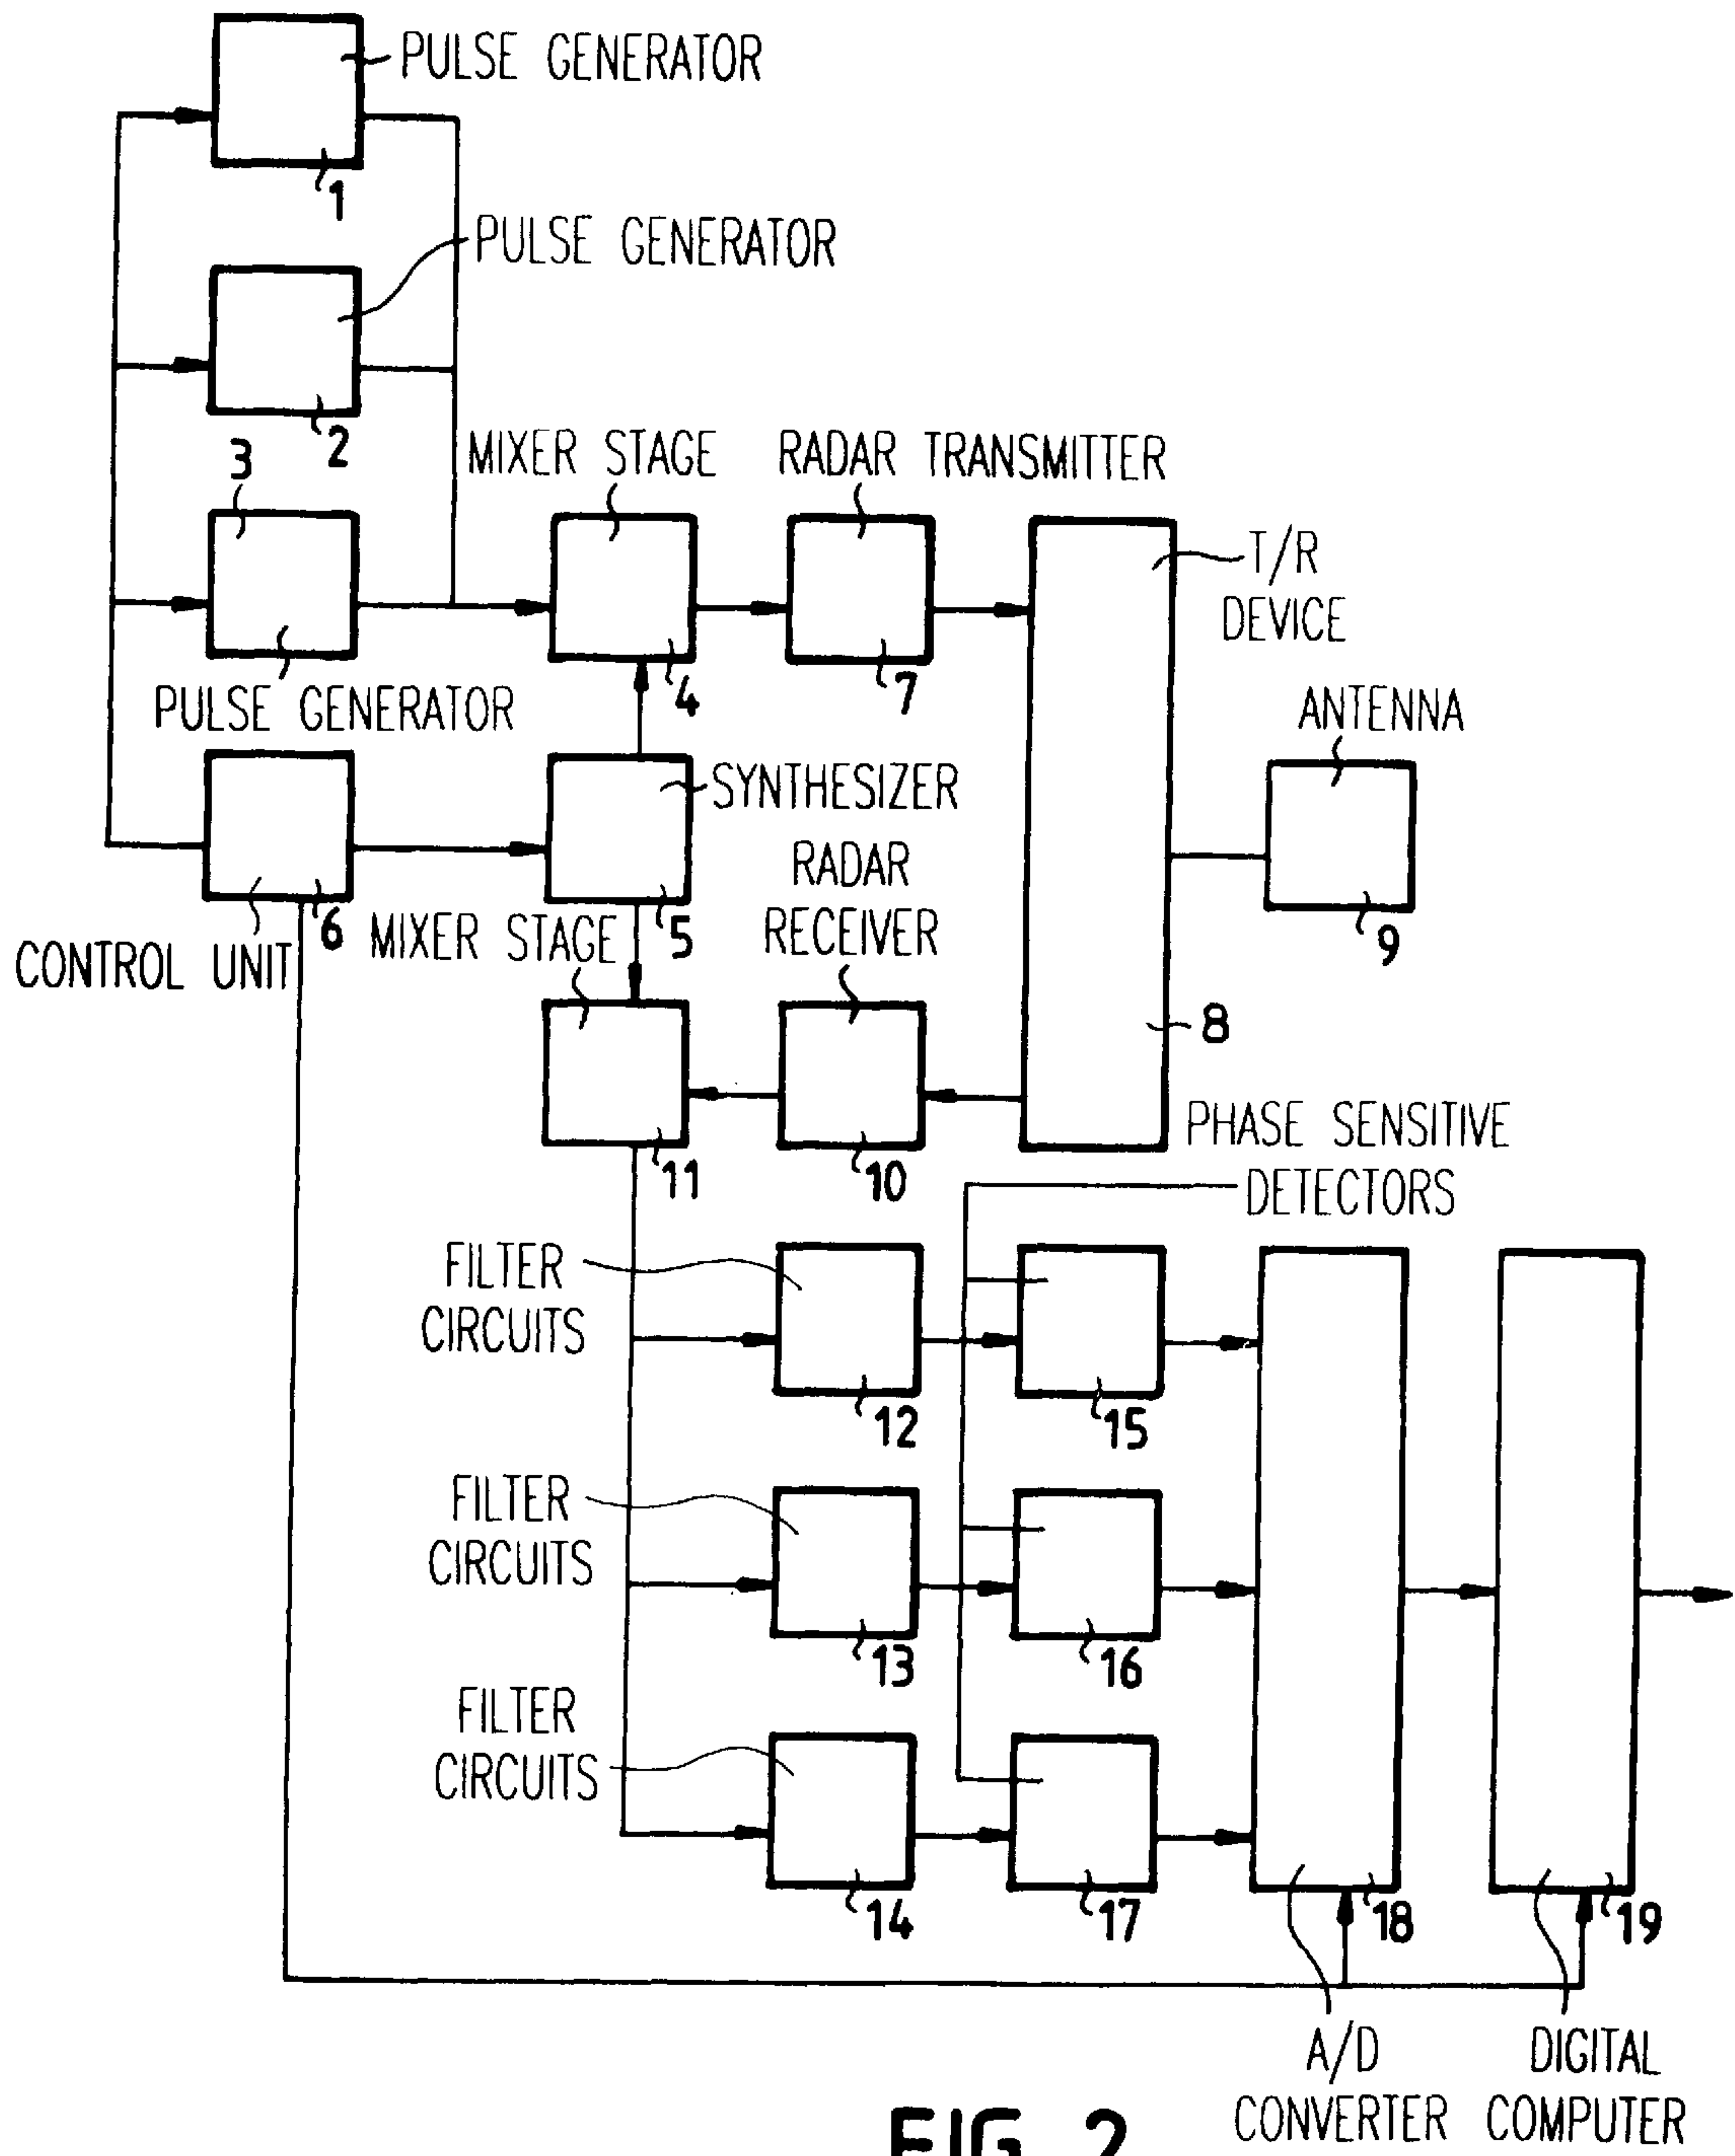 PULSE GENERATOR
1
PULSE GENERATOR
2
3
MIXER STAGE
RADAR TRANSMITTER
T/R
DEVICE
4
7
PULSE GENERATOR
ANTENNA
SYNTHESIZER
RADAR
RECEIVER
6
MIXER STAGE
5
9
CONTROL UNIT
8
PHASE SENSITIVE
DETECTORS
11
10
FILTER
CIRCUITS
12
15
FILTER
CIRCUITS
13
16
FILTER
CIRCUITS
14
17
18
19
A/D
CONVERTER
DIGITAL
COMPUTER
FIG. 2